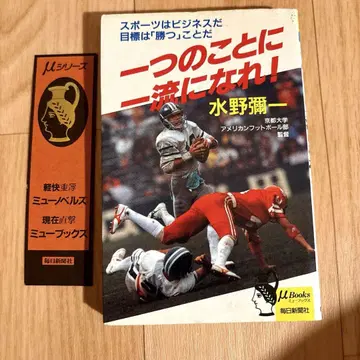 μシリーズ
軽快重厚
ミューノベルズ
現在直撃
ミューブックス
毎日新聞社
スポーツはビジネスだ
目標は「勝つ」ことだ
一つのことに
一流になれ!
水野彌一
京都大学
アメリカンフットボール部
監督
μBooks
ミューブックス
毎日新聞社